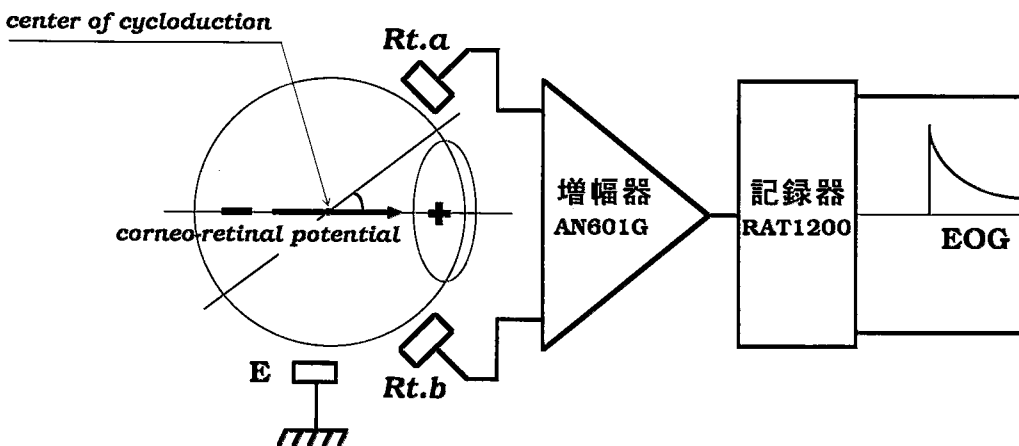 center of cycloduction
Rt.a
+
corneo-retinal potential
増幅器
AN601G
記録器
RAT1200
EOG
E
Rt.b